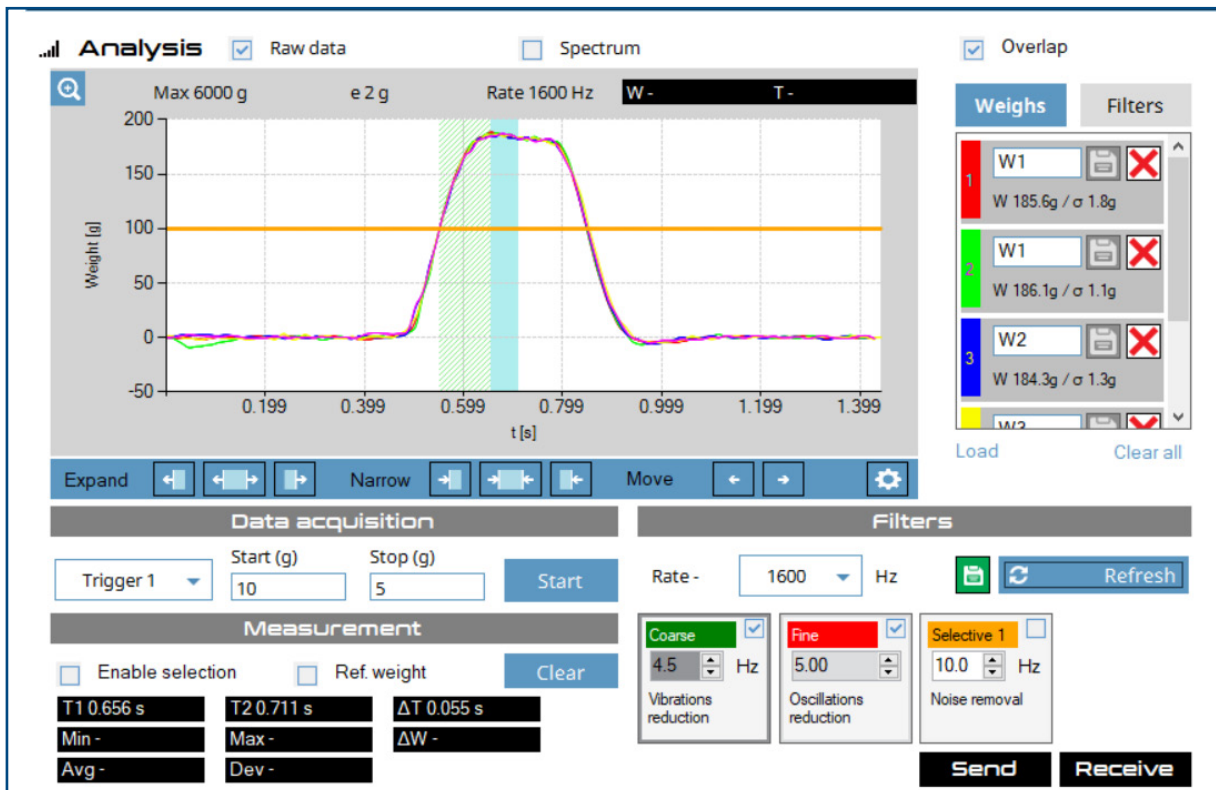 Analysis Raw data Spectrum Overlap
Max 6000 g e 2 g Rate 1600 Hz W - T -
Weighs Filters
200
150
100
50
0
-50
Weight [g]
0.199 0.399 0.599 0.799 0.999 1.199 1.399
t [s]
1 W1
W 185.6g / σ 1.8g
2 W1
W 186.1g / σ 1.1g
3 W2
W 184.3g / σ 1.3g
W3
Load Clear all
Expand Narrow Move
Data acquisition
Trigger 1 Start (g) Stop (g)
10 5 Start
Measurement
Enable selection Ref. weight Clear
T1 0.656 s T2 0.711 s ΔT 0.055 s
Min - Max - ΔW -
Avg - Dev -
Filters
Rate - 1600 Hz Refresh
Coarse Fine Selective 1
4.5 Hz 5.00 10.0 Hz
Vibrations Oscillations Noise removal
reduction reduction
Send Receive